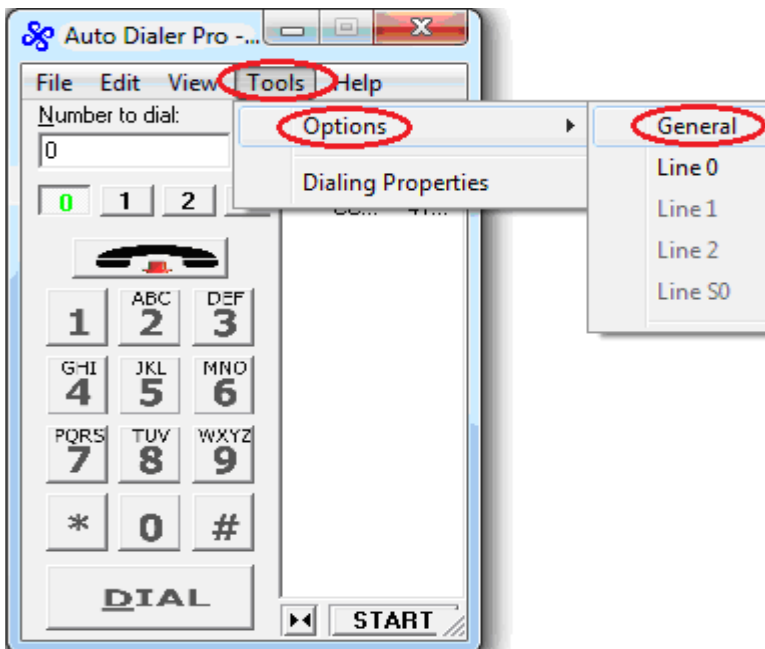 Auto Dialer Pro -...
File Edit View Tools Help
Number to dial:
0
0 1 2
Options
Dialing Properties
General
Line 0
Line 1
Line 2
Line S0
1 ABC 2 DEF 3
GHI 4 JKL 5 MNO 6
PQRS 7 TUV 8 WXYZ 9
* 0 #
DIAL
START